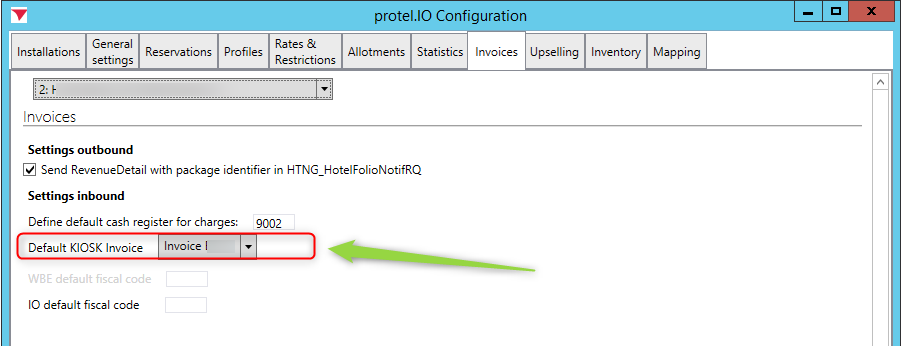 protel.IO Configuration
Installations General settings Reservations Profiles Rates & Restrictions Allotments Statistics Invoices Upselling Inventory Mapping
2:
Invoices
Settings outbound
Send RevenueDetail with package identifier in HTNG_HotelFolioNotifRQ
Settings inbound
Define default cash register for charges: 9002
Default KIOSK Invoice Invoice
WBE default fiscal code
IO default fiscal code